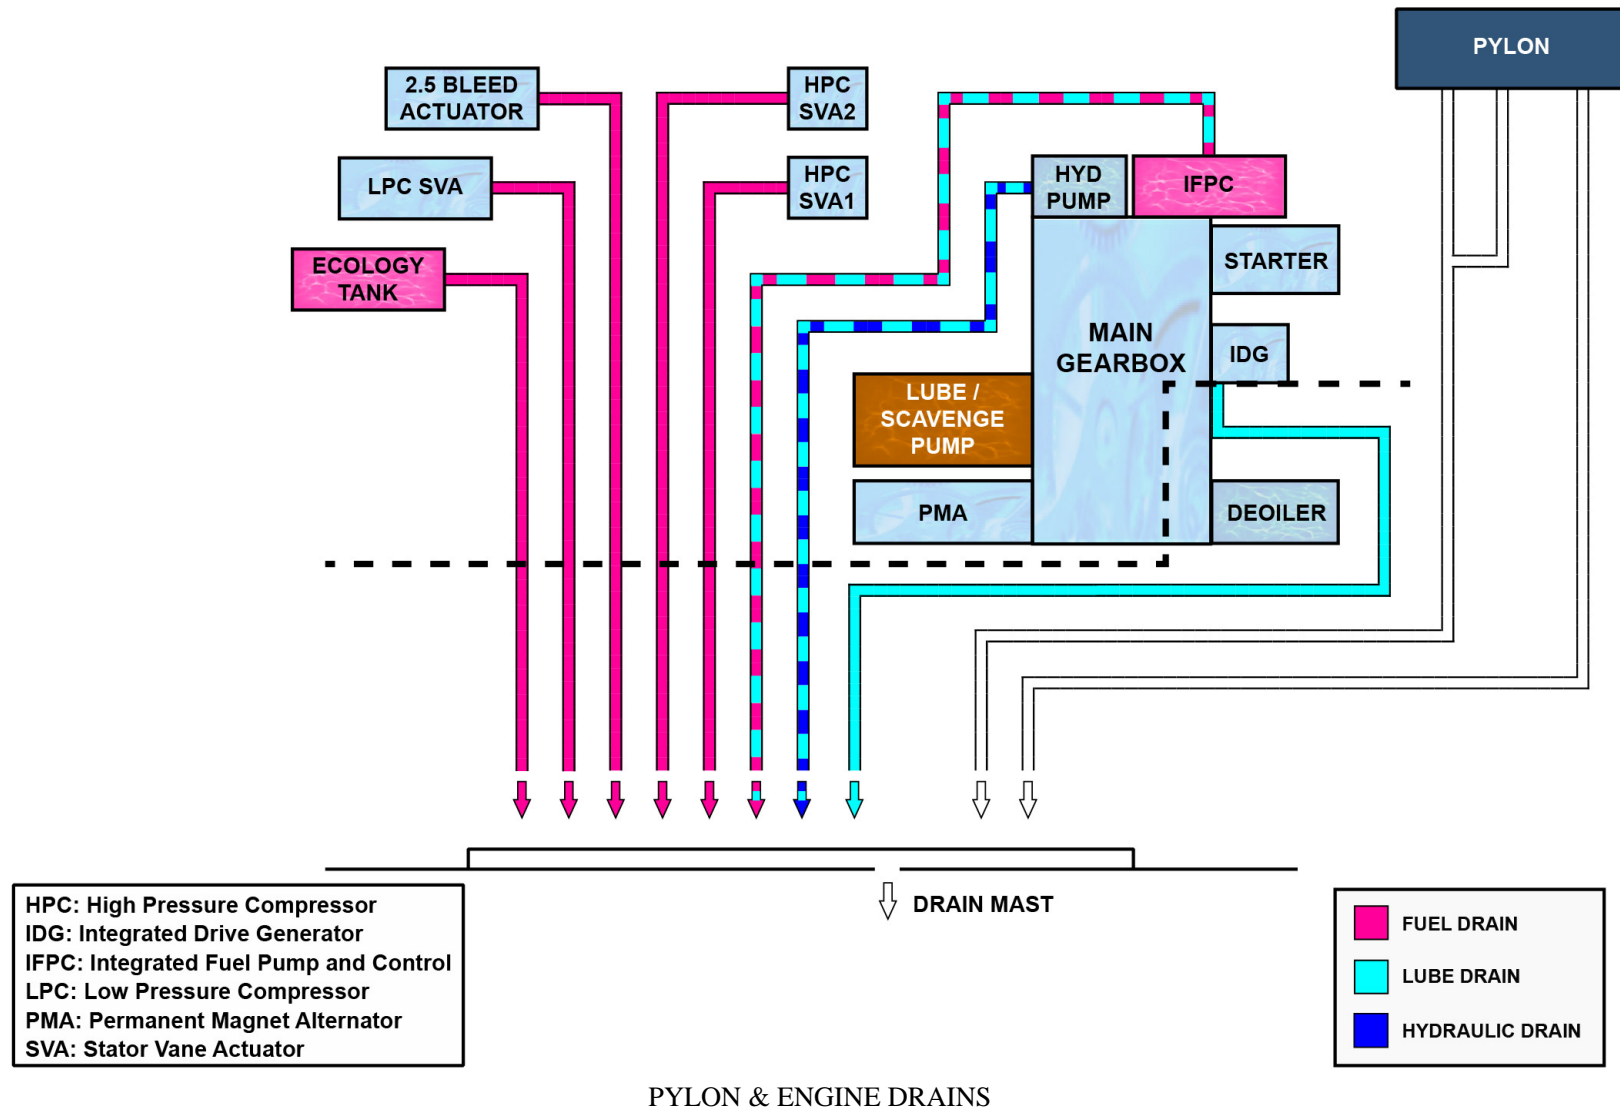 PYLON
2.5 BLEED
ACTUATOR
HPC
SVA2
LPC SVA
HPC
SVA1
HYD
PUMP
IFPC
ECOLOGY
TANK
STARTER
MAIN
GEARBOX
IDG
LUBE /
SCAVENGE
PUMP
PMA
DEOILER
DRAIN MAST
HPC: High Pressure Compressor
IDG: Integrated Drive Generator
IFPC: Integrated Fuel Pump and Control
LPC: Low Pressure Compressor
PMA: Permanent Magnet Alternator
SVA: Stator Vane Actuator
FUEL DRAIN
LUBE DRAIN
HYDRAULIC DRAIN
PYLON & ENGINE DRAINS